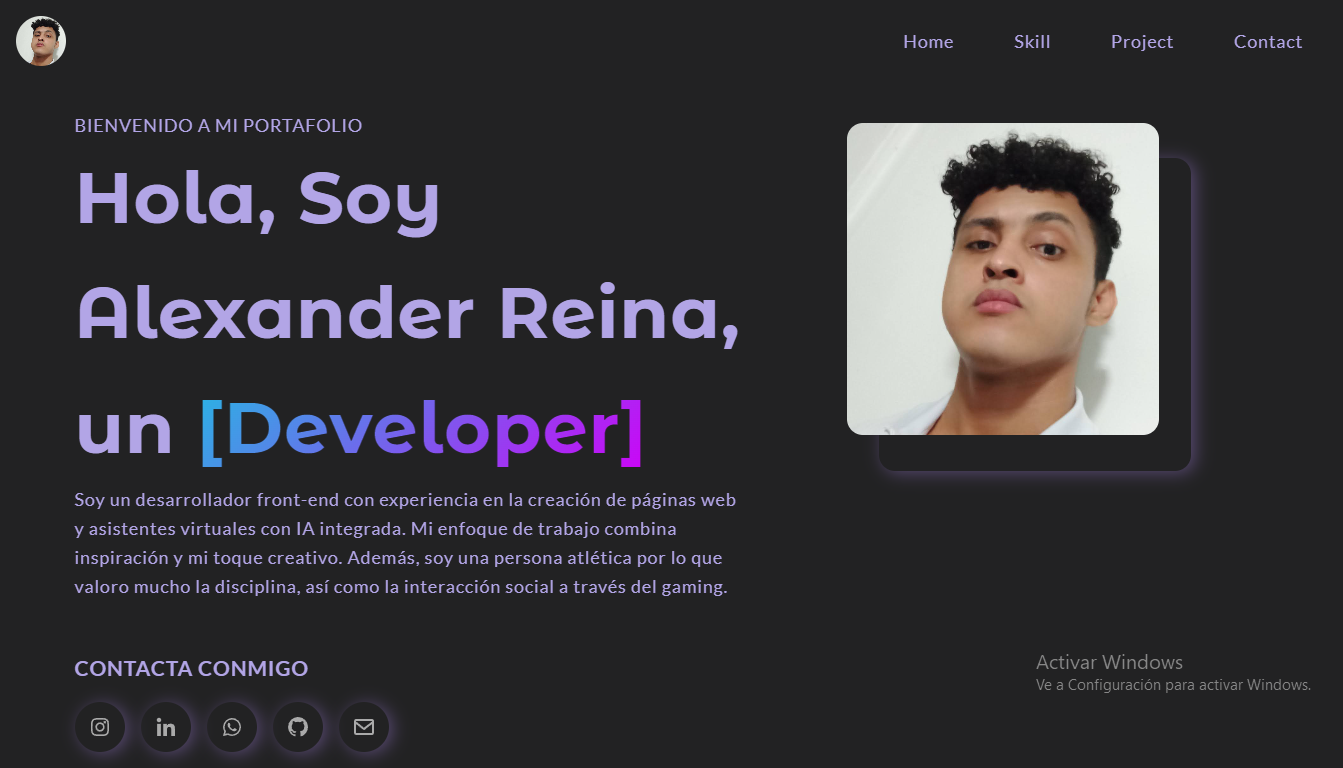 Home Skill Project Contact
BIENVENIDO A MI PORTAFOLIO
Hola, Soy
Alexander Reina,
un [Developer]
Soy un desarrollador front-end con experiencia en la creación de páginas web
y asistentes virtuales con IA integrada. Mi enfoque de trabajo combina
inspiración y mi toque creativo. Además, soy una persona atlética por lo que
valoro mucho la disciplina, así como la interacción social a través del gaming.
CONTACTA CONMIGO
in
Activar Windows
Ve a Configuración para activar Windows.